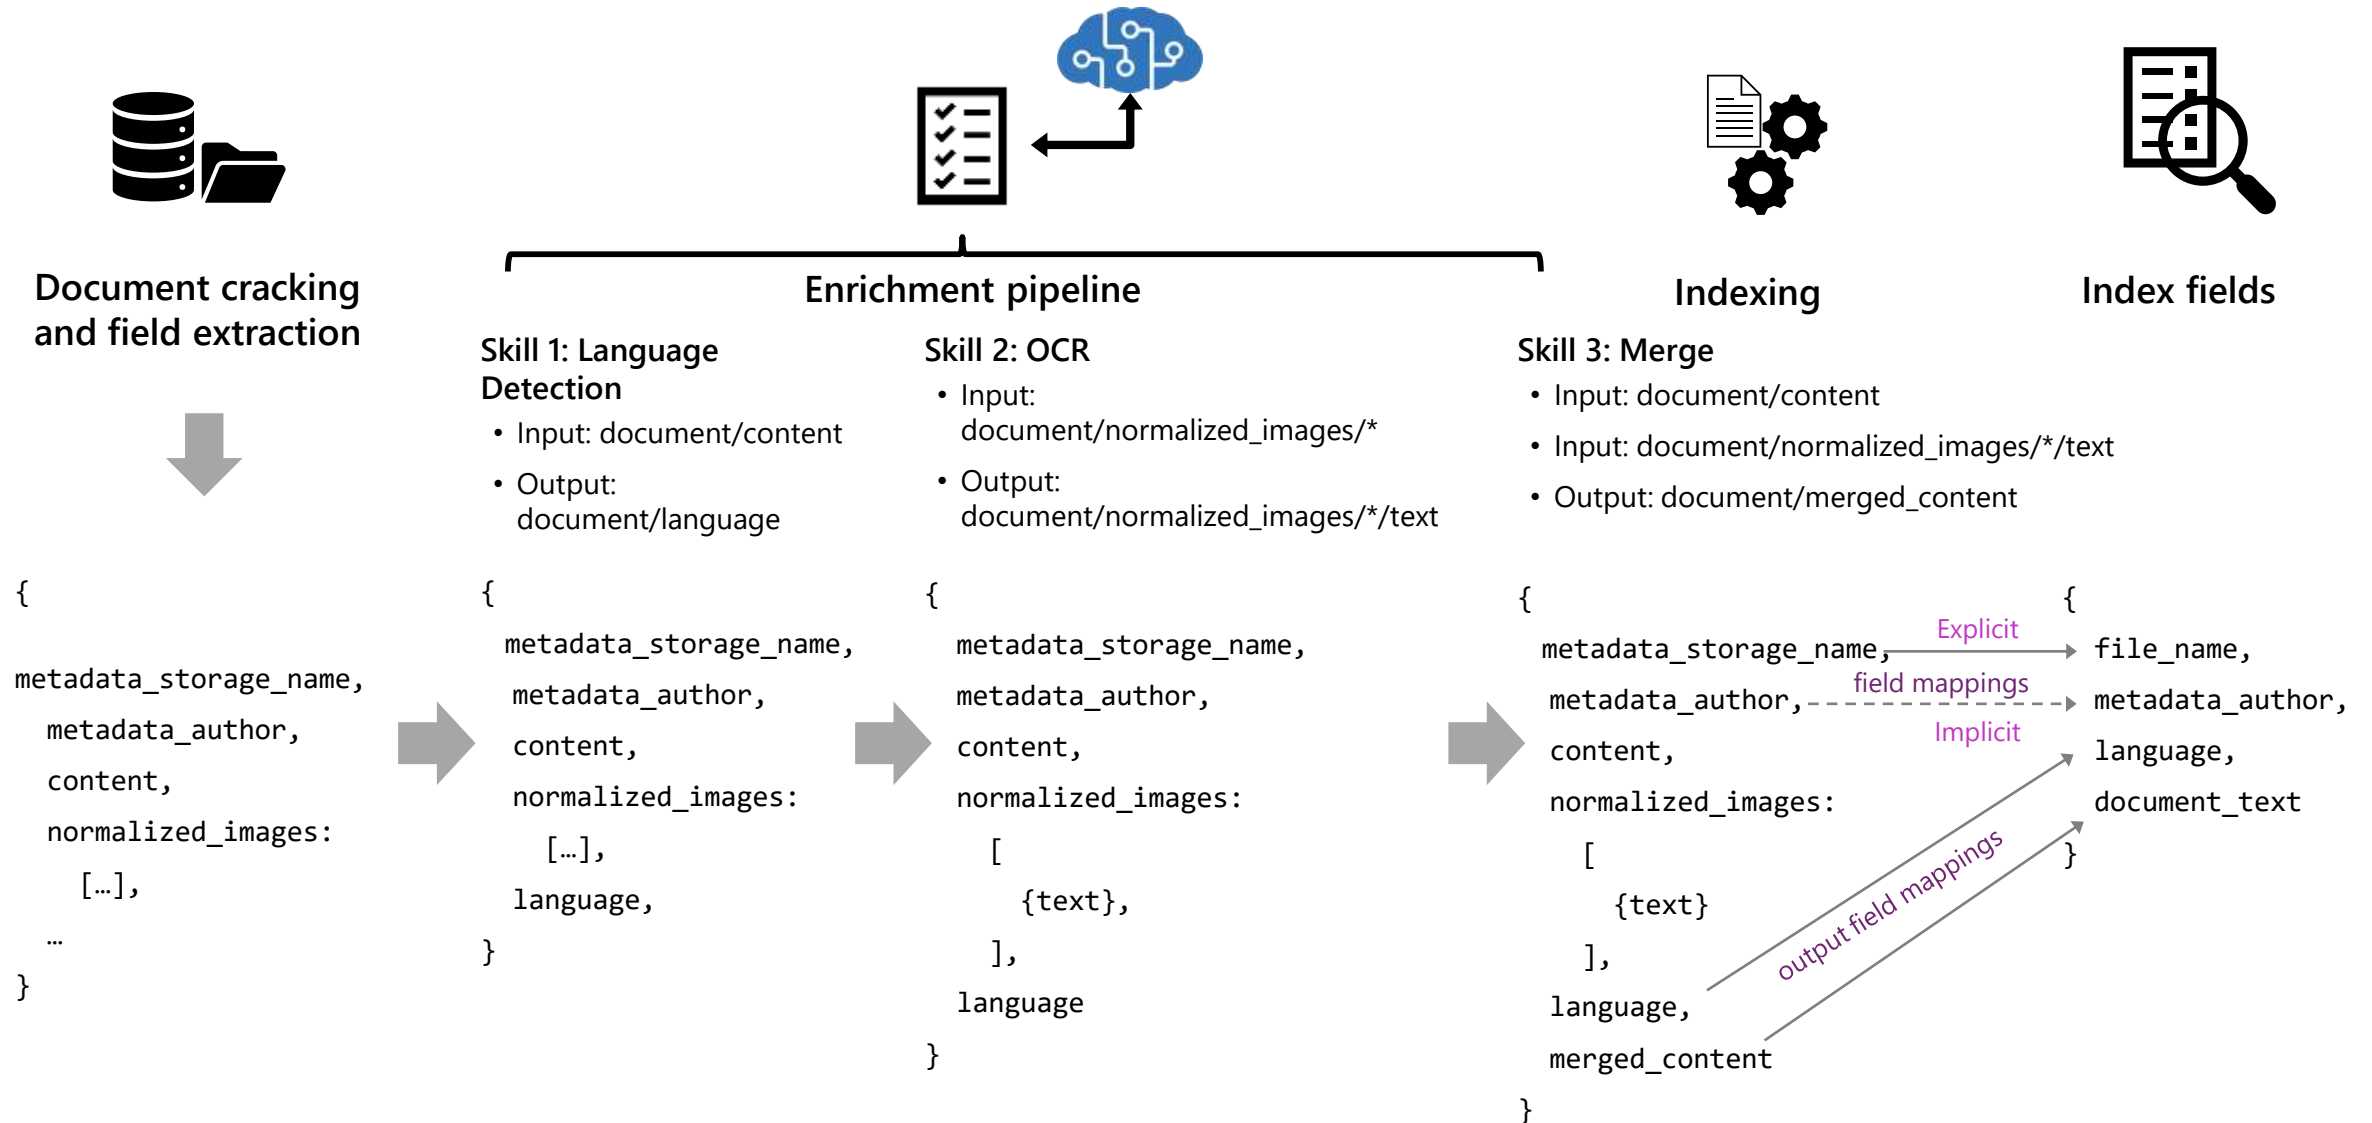 Document cracking
and field extraction
{
metadata_storage_name,
metadata_author,
content,
normalized_images:
[…],
…
}
Enrichment pipeline
Skill 1: Language
Detection
• Input: document/content
• Output:
document/language
{
metadata_storage_name,
metadata_author,
content,
normalized_images:
[…],
language,
}
Skill 2: OCR
• Input:
document/normalized_images/*
• Output:
document/normalized_images/*/text
{
metadata_storage_name,
metadata_author,
content,
normalized_images:
[
{text},
],
language
}
Indexing
Skill 3: Merge
• Input: document/content
• Input: document/normalized_images/*/text
• Output: document/merged_content
{
metadata_storage_name,
metadata_author,
content,
normalized_images:
[
{text}
],
language,
merged_content
}
Explicit
field mappings
Implicit
output field mappings
Index fields
{
file_name,
metadata_author,
language,
document_text
}